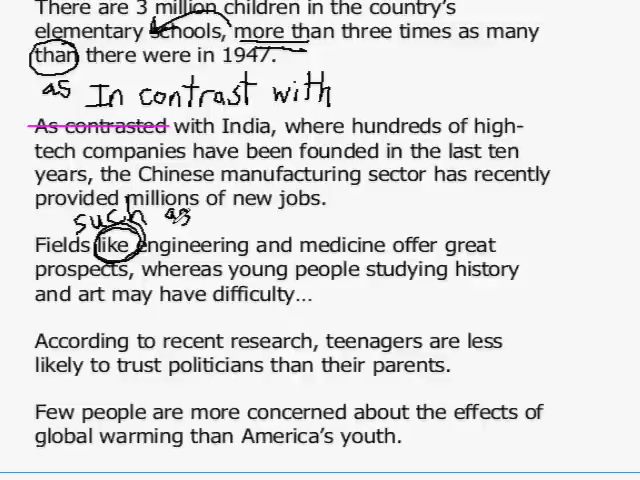 There are 3 million children in the country's
elementary schools, more than three times as many
than there were in 1947.
as In contrast with
As contrasted with India, where hundreds of high-
tech companies have been founded in the last ten
years, the Chinese manufacturing sector has recently
provided millions of new jobs.
such as
Fields like engineering and medicine offer great
prospects, whereas young people studying history
and art may have difficulty...
According to recent research, teenagers are less
likely to trust politicians than their parents.
Few people are more concerned about the effects of
global warming than America's youth.